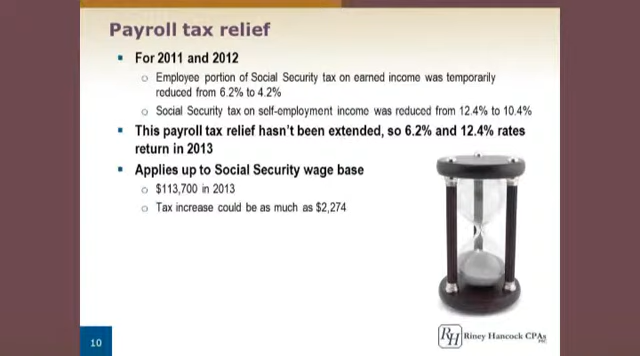 Payroll tax relief
For 2011 and 2012
Employee portion of Social Security tax on earned income was temporarily
reduced from 6.2% to 4.2%
Social Security tax on self-employment income was reduced from 12.4% to 10.4%
This payroll tax relief hasn't been extended, so 6.2% and 12.4% rates
return in 2013
Applies up to Social Security wage base
$113,700 in 2013
Tax increase could be as much as $2,274
RH Riney Hancock CPAs
10